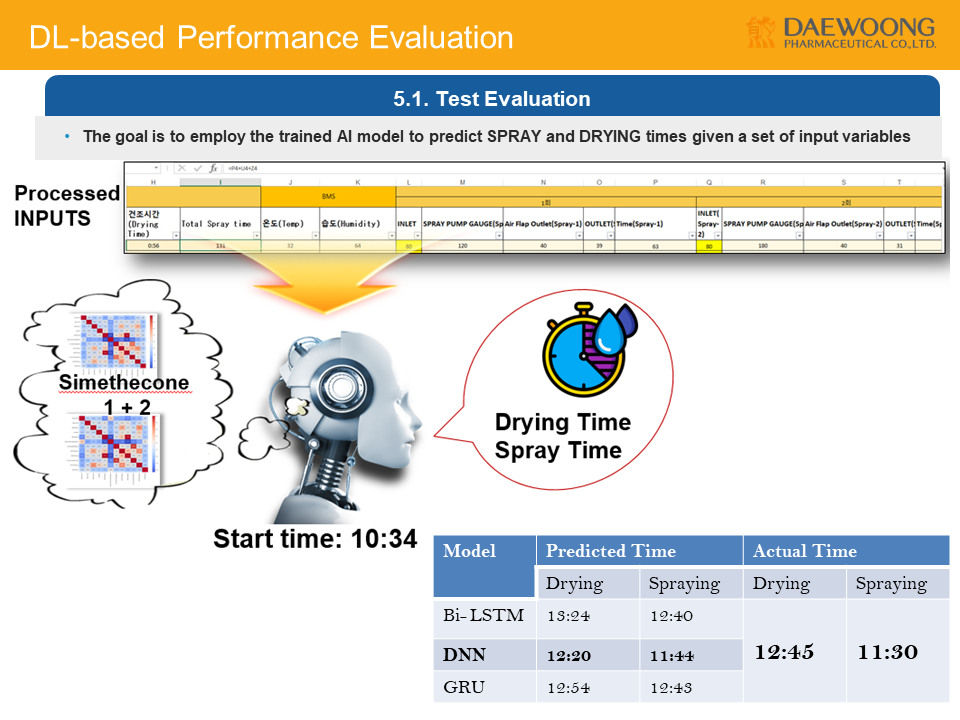 DL-based Performance Evaluation
DAEWOONG
PHARMACEUTICAL CO.,LTD.
5.1. Test Evaluation
• The goal is to employ the trained AI model to predict SPRAY and DRYING times given a set of input variables
Processed
INPUTS
fx =P4+U4+Z4
H I J K L M N O P Q R S T
BMS 1회 2회
건조시간
(Drying
Time)
Total Spray time
온도(Temp)
습도(Humidity)
INLET
SPRAY PUMP GAUGE(Sp
Air Flap Outlet(Spray-1)
OUTLET(
Time(Spray-1)
INLET(
Spray-
2)
SPRAY PUMP GAUGE(Sp
Air Flap Outlet(Spray-2)
OUTLET(
Time(Sp
0:56 131 32 64 80 120 40 39 63 80 180 40 31
Simethecone
1 + 2
Drying Time
Spray Time
Start time: 10:34
Model Predicted Time Actual Time
Drying Spraying Drying Spraying
Bi-LSTM 13:24 12:40
DNN 12:20 11:44 12:45 11:30
GRU 12:54 12:43